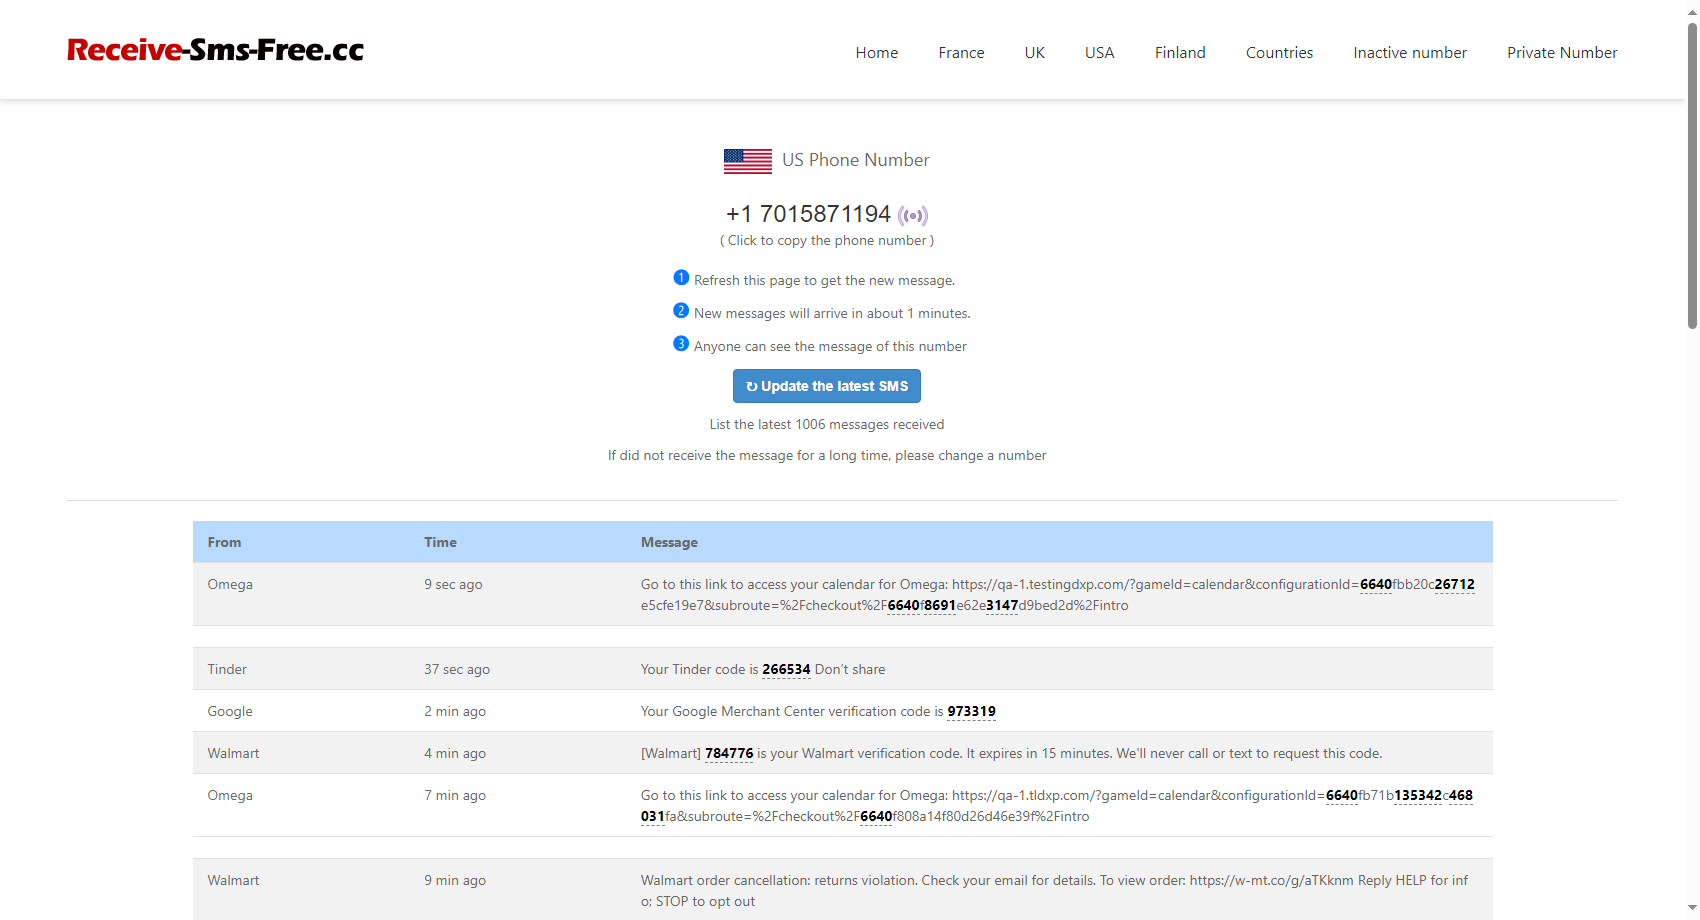 Receive-Sms-Free.cc
Home France UK USA Finland Countries Inactive number Private Number
US Phone Number
+1 7015871194
( Click to copy the phone number )
1 Refresh this page to get the new message.
2 New messages will arrive in about 1 minutes.
3 Anyone can see the message of this number
↻ Update the latest SMS
List the latest 1006 messages received
If did not receive the message for a long time, please change a number
From Time Message
Omega 9 sec ago Go to this link to access your calendar for Omega: https://qa-1.testingdxp.com/?gameId=calendar&configurationId=6640fbb20c26712
e5cfe19e7&subroute=%2Fcheckout%2F6640f8691e62e3147d9bed2d%2Fintro
Tinder 37 sec ago Your Tinder code is 266534 Don't share
Google 2 min ago Your Google Merchant Center verification code is 973319
Walmart 4 min ago [Walmart] 784776 is your Walmart verification code. It expires in 15 minutes. We'll never call or text to request this code.
Omega 7 min ago Go to this link to access your calendar for Omega: https://qa-1.tldxp.com/?gameId=calendar&configurationId=6640fb71b135342c468
031fa&subroute=%2Fcheckout%2F6640f808a14f80d26d46e39f%2Fintro
Walmart 9 min ago Walmart order cancellation: returns violation. Check your email for details. To view order: https://w-mt.co/g/aTKknm Reply HELP for inf
o; STOP to opt out